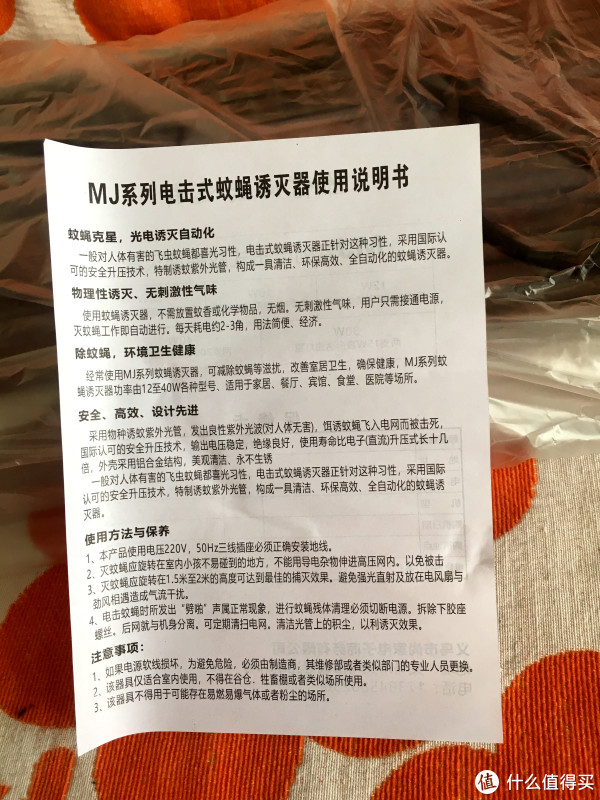 MJ系列电击式蚊蝇诱灭器使用说明书
蚊蝇克星，光电诱灭自动化
一般对人体有害的飞虫蚊蝇都喜光习性，电击式蚊蝇诱灭器正针对这种习性，采用国际认
可的安全升压技术，特制诱蚊紫外光管，构成一具清洁、环保高效、全自动化的蚊蝇诱灭器。
物理性诱灭、无刺激性气味
使用蚊蝇诱灭器，不需放置蚊香或化学物品，无烟。无刺激性气味，用户只需接通电源，
灭蚊蝇工作即自动进行。每天耗电约2-3角，用法简便、经济。
除蚊蝇，环境卫生健康
经常使用MJ系列蚊蝇诱灭器，可减除蚊蝇等滋扰，改善室居卫生，确保健康，MJ系列蚊
蝇诱灭器功率由12至40W各种型号、适用于家居、餐厅、宾馆、食堂、医院等场所。
安全、高效、设计先进
采用物种诱蚊紫外光管，发出良性紫外光波(对人体无害)，饵诱蚊蝇飞入电网而被击死，
国际认可的安全升压技术，输出电压稳定，绝缘良好，使用寿命比电子(直流)升压式长十几
倍，外壳采用铝合金结构，美观清洁、永不生锈
一般对人体有害的飞虫蚊蝇都喜光习性，电击式蚊蝇诱灭器正针对这种习性，采用国际
认可的安全升压技术，特制诱蚊紫外光管，构成一具清洁、环保高效、全自动化的蚊蝇诱
灭器。
使用方法与保养
1、本产品使用电压220V，50Hz三线插座必须正确安装地线。
2、灭蚊蝇应旋转在室内小孩不易碰到的地方，不能用导电杂物伸进高压网内。以免被击
3、灭蚊蝇应旋转在1.5米至2米的高度可达到最佳的捕灭效果。避免强光直射及放在电风扇与
劲风相遇造成气流干扰。
4、电击蚊蝇时所发出“劈啪”声属正常现象，进行蚊蝇残体清理必须切断电源。拆除下胶座
螺丝。后网就与机身分离。可定期清扫电网。清洁光管上的积尘，以利诱灭效果。
注意事项：
1、如果电源软线损坏，为避免危险，必须由制造商，其维修部或者类似部门的专业人员更换。
2、该器具仅适合室内使用，不得在谷仓．牲畜棚或者类似场所使用。
3、该器具不得用于可能存在易燃易爆气体或者粉尘的场所。
值 什么值得买